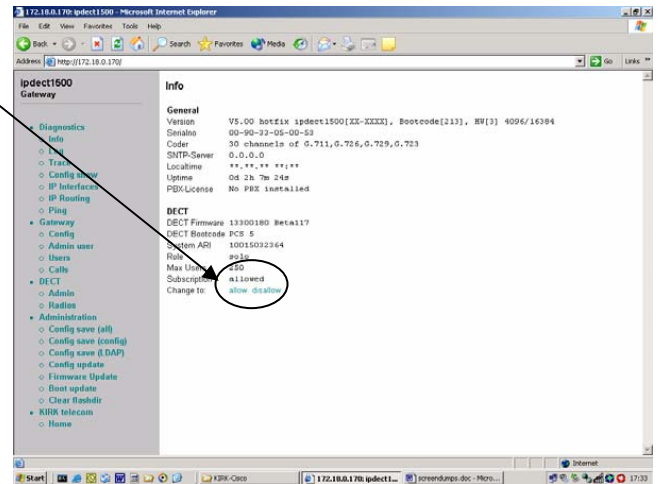 172.18.0.170: ipdect1500 - Microsoft Internet Explorer
File Edit View Favorites Tools Help
Back Search Favorites Media
Address http://172.18.0.170/ Go Links
ipdect1500
Gateway
Diagnostics
Info
Log
Trace
Config show
IP Interfaces
IP Routing
Ping
Gateway
Config
Admin user
Users
Calls
DECT
Admin
Radios
Administration
Config save (all)
Config save (config)
Config save (LDAP)
Config update
Firmware Update
Boot update
Clear flashdir
KIRK telecom
Home
Info
General
Version V5.00 hotfix ipdect1500[XX-XXXX], Bootcode[213], HW[3] 4096/16384
Serialno 00-90-33-05-00-53
Coder 30 channels of G.711,G.726,G.729,G.723
SNTP-Server 0.0.0.0
Localtime **.**.** **:**
Uptime 0d 2h 7m 24s
PBX-License No PBX installed
DECT
DECT Firmware 13300180 Beta117
DECT Bootcode PCS 5
System ARI 10015032364
Role solo
Max Users 250
Subscription allowed
Change to: allow disallow
Internet
Start KIRK-Cisco 172.18.0.170: ipdect1... screendumps.doc - Micro... 17:33